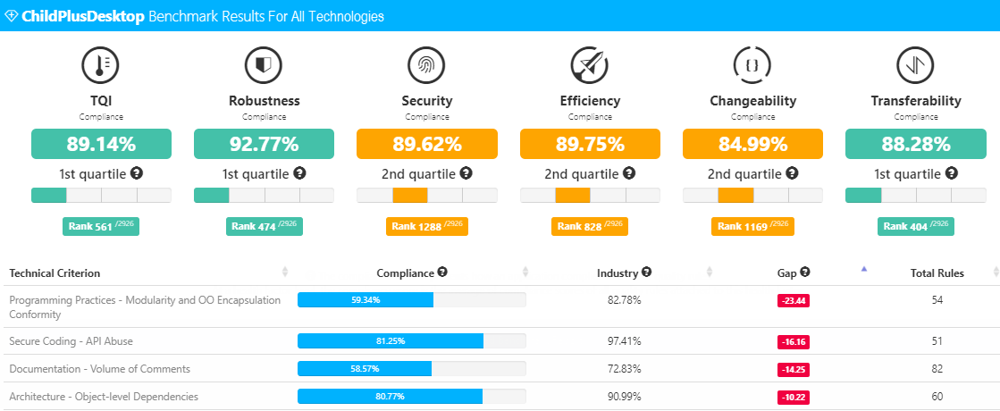 ChildPlusDesktop Benchmark Results For All Technologies
TQI Robustness Security Efficiency Changeability Transferability
Compliance Compliance Compliance Compliance Compliance Compliance
89.14% 92.77% 89.62% 89.75% 84.99% 88.28%
1st quartile ? 1st quartile ? 2nd quartile ? 2nd quartile ? 2nd quartile ? 1st quartile ?
Rank 561 /2926 Rank 474 /2926 Rank 1288 /2926 Rank 828 /2926 Rank 1169 /2926 Rank 404 /2926
Technical Criterion Compliance ? Industry ? Gap ? Total Rules
Programming Practices - Modularity and OO Encapsulation
Conformity
59.34% 82.78% -23.44 54
Secure Coding - API Abuse 81.25% 97.41% -16.16 51
Documentation - Volume of Comments 58.57% 72.83% -14.25 82
Architecture - Object-level Dependencies 80.77% 90.99% -10.22 60